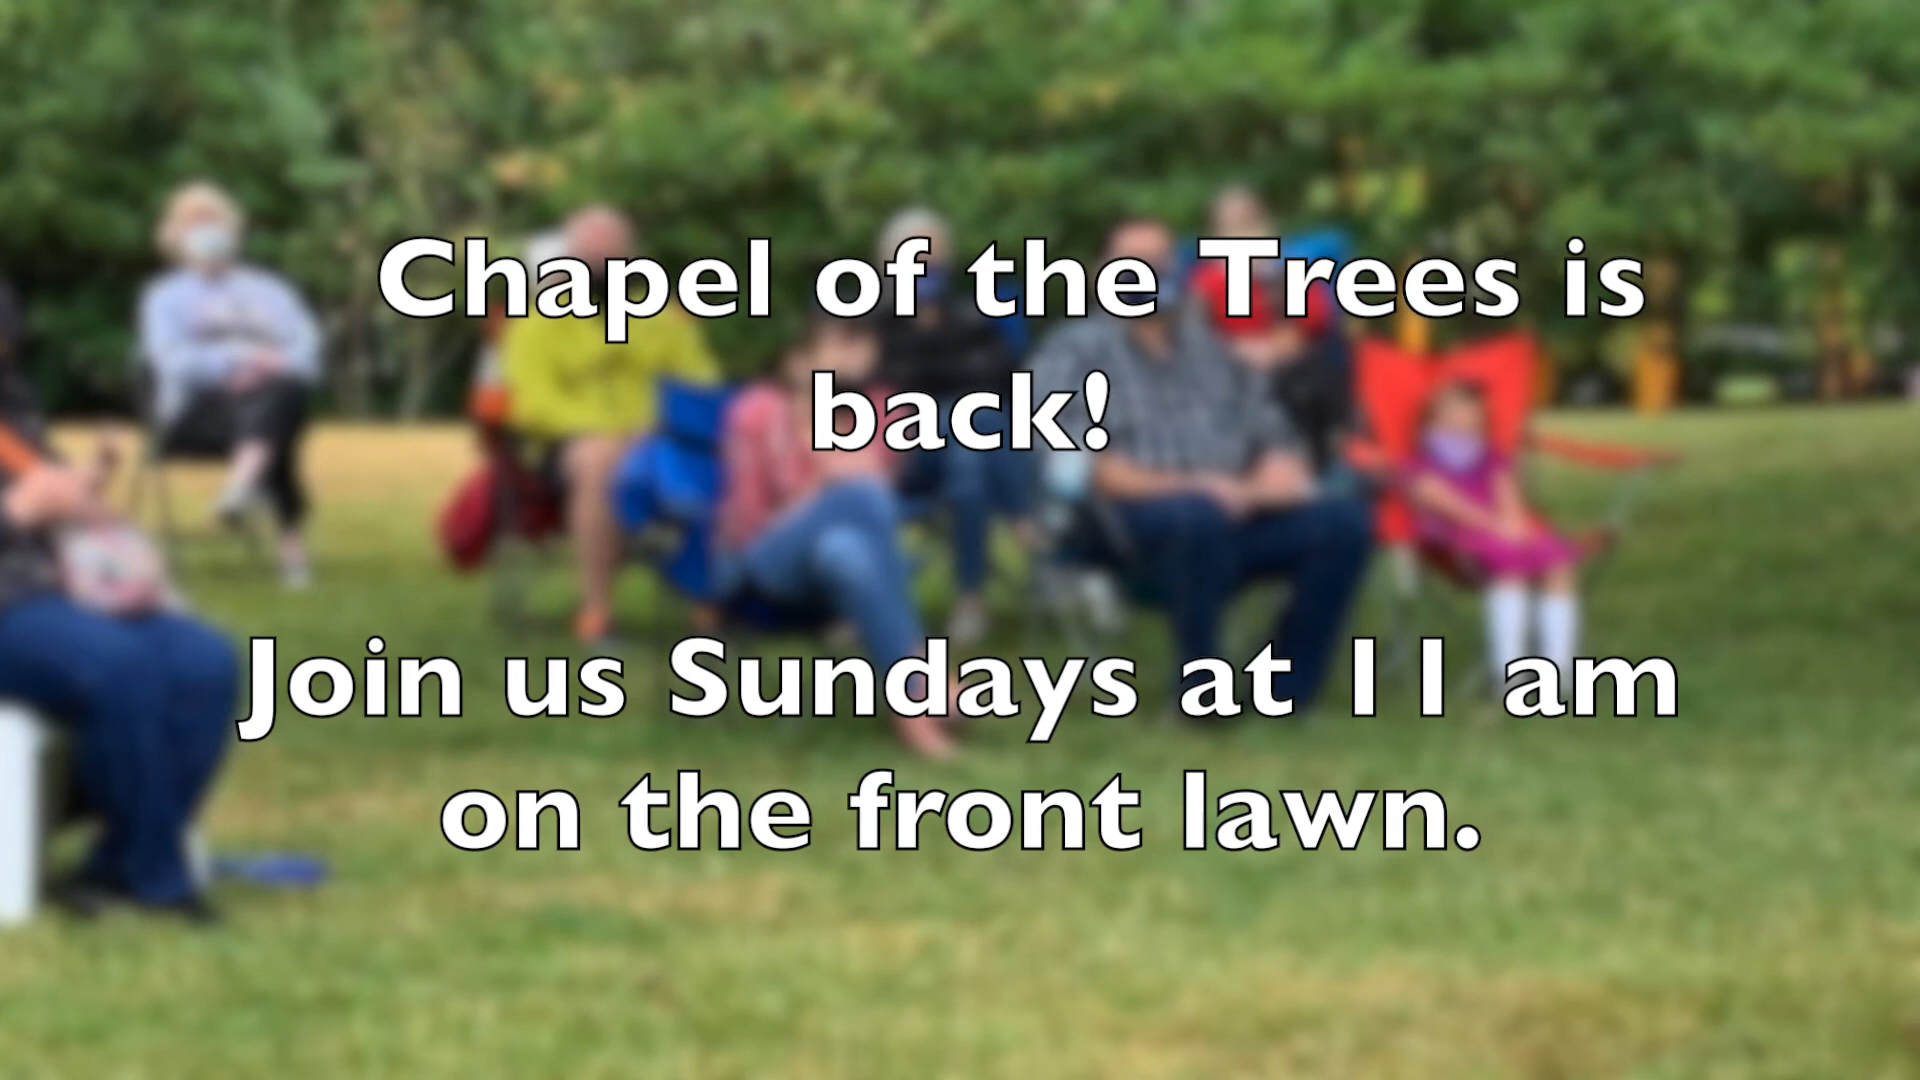 Chapel of the Trees is
back!
Join us Sundays at 11 am
on the front lawn.